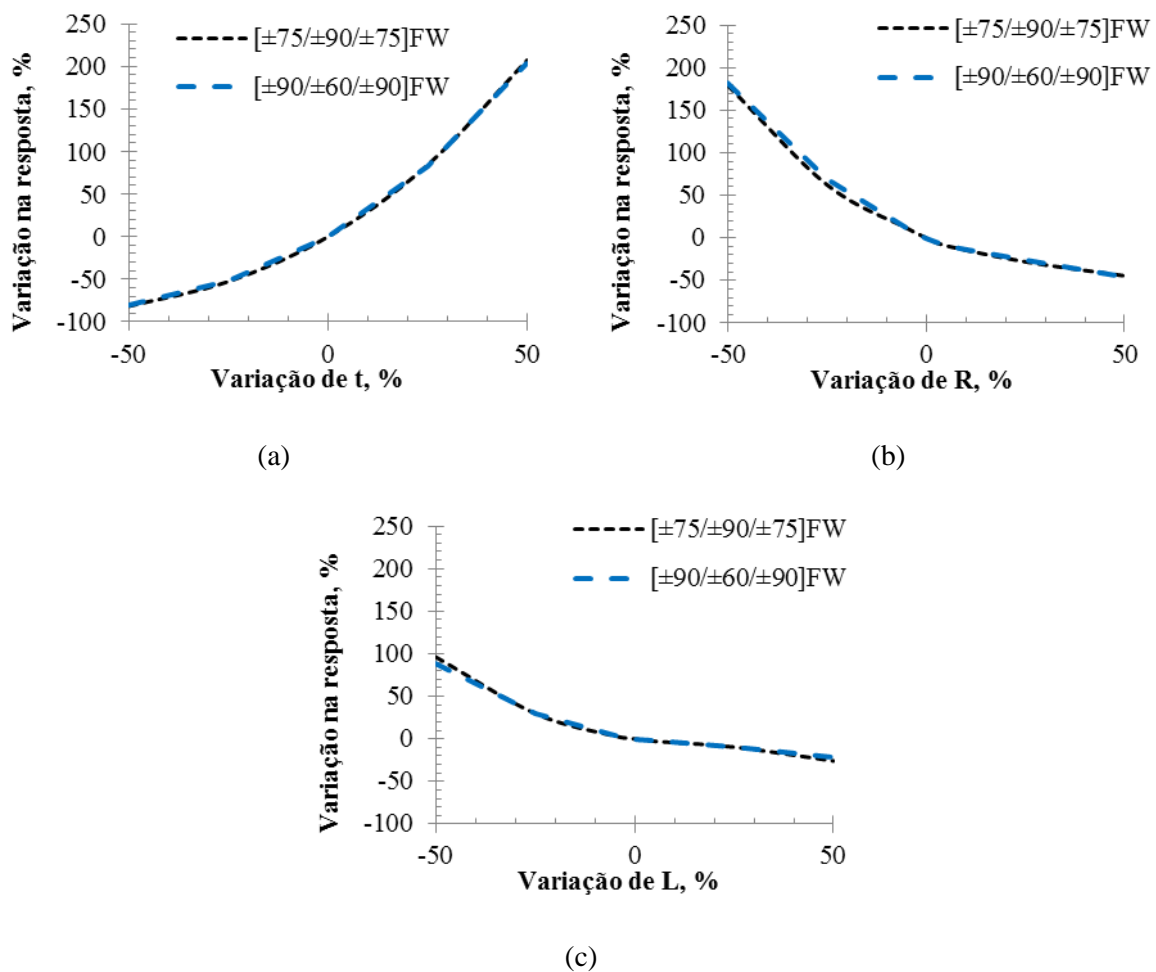 [±75/±90/±75]FW
[±90/±60/±90]FW
250
200
150
100
50
0
-50
-100
Variação na resposta, %
-50 0 50
Variação de t, %
(a)
[±75/±90/±75]FW
[±90/±60/±90]FW
250
200
150
100
50
0
-50
-100
Variação na resposta, %
-50 0 50
Variação de R, %
(b)
[±75/±90/±75]FW
[±90/±60/±90]FW
250
200
150
100
50
0
-50
-100
Variação na resposta, %
-50 0 50
Variação de L, %
(c)